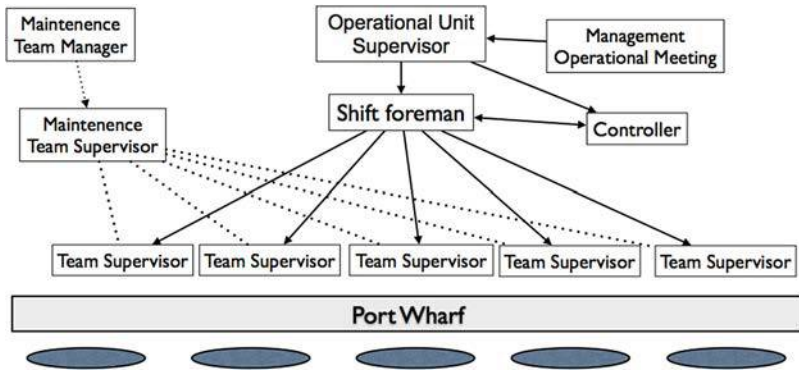 Maintenence
Team Manager
Operational Unit
Supervisor
Management
Operational Meeting
Maintenence
Team Supervisor
Shift foreman
Controller
Team Supervisor
Team Supervisor
Team Supervisor
Team Supervisor
Team Supervisor
Port Wharf